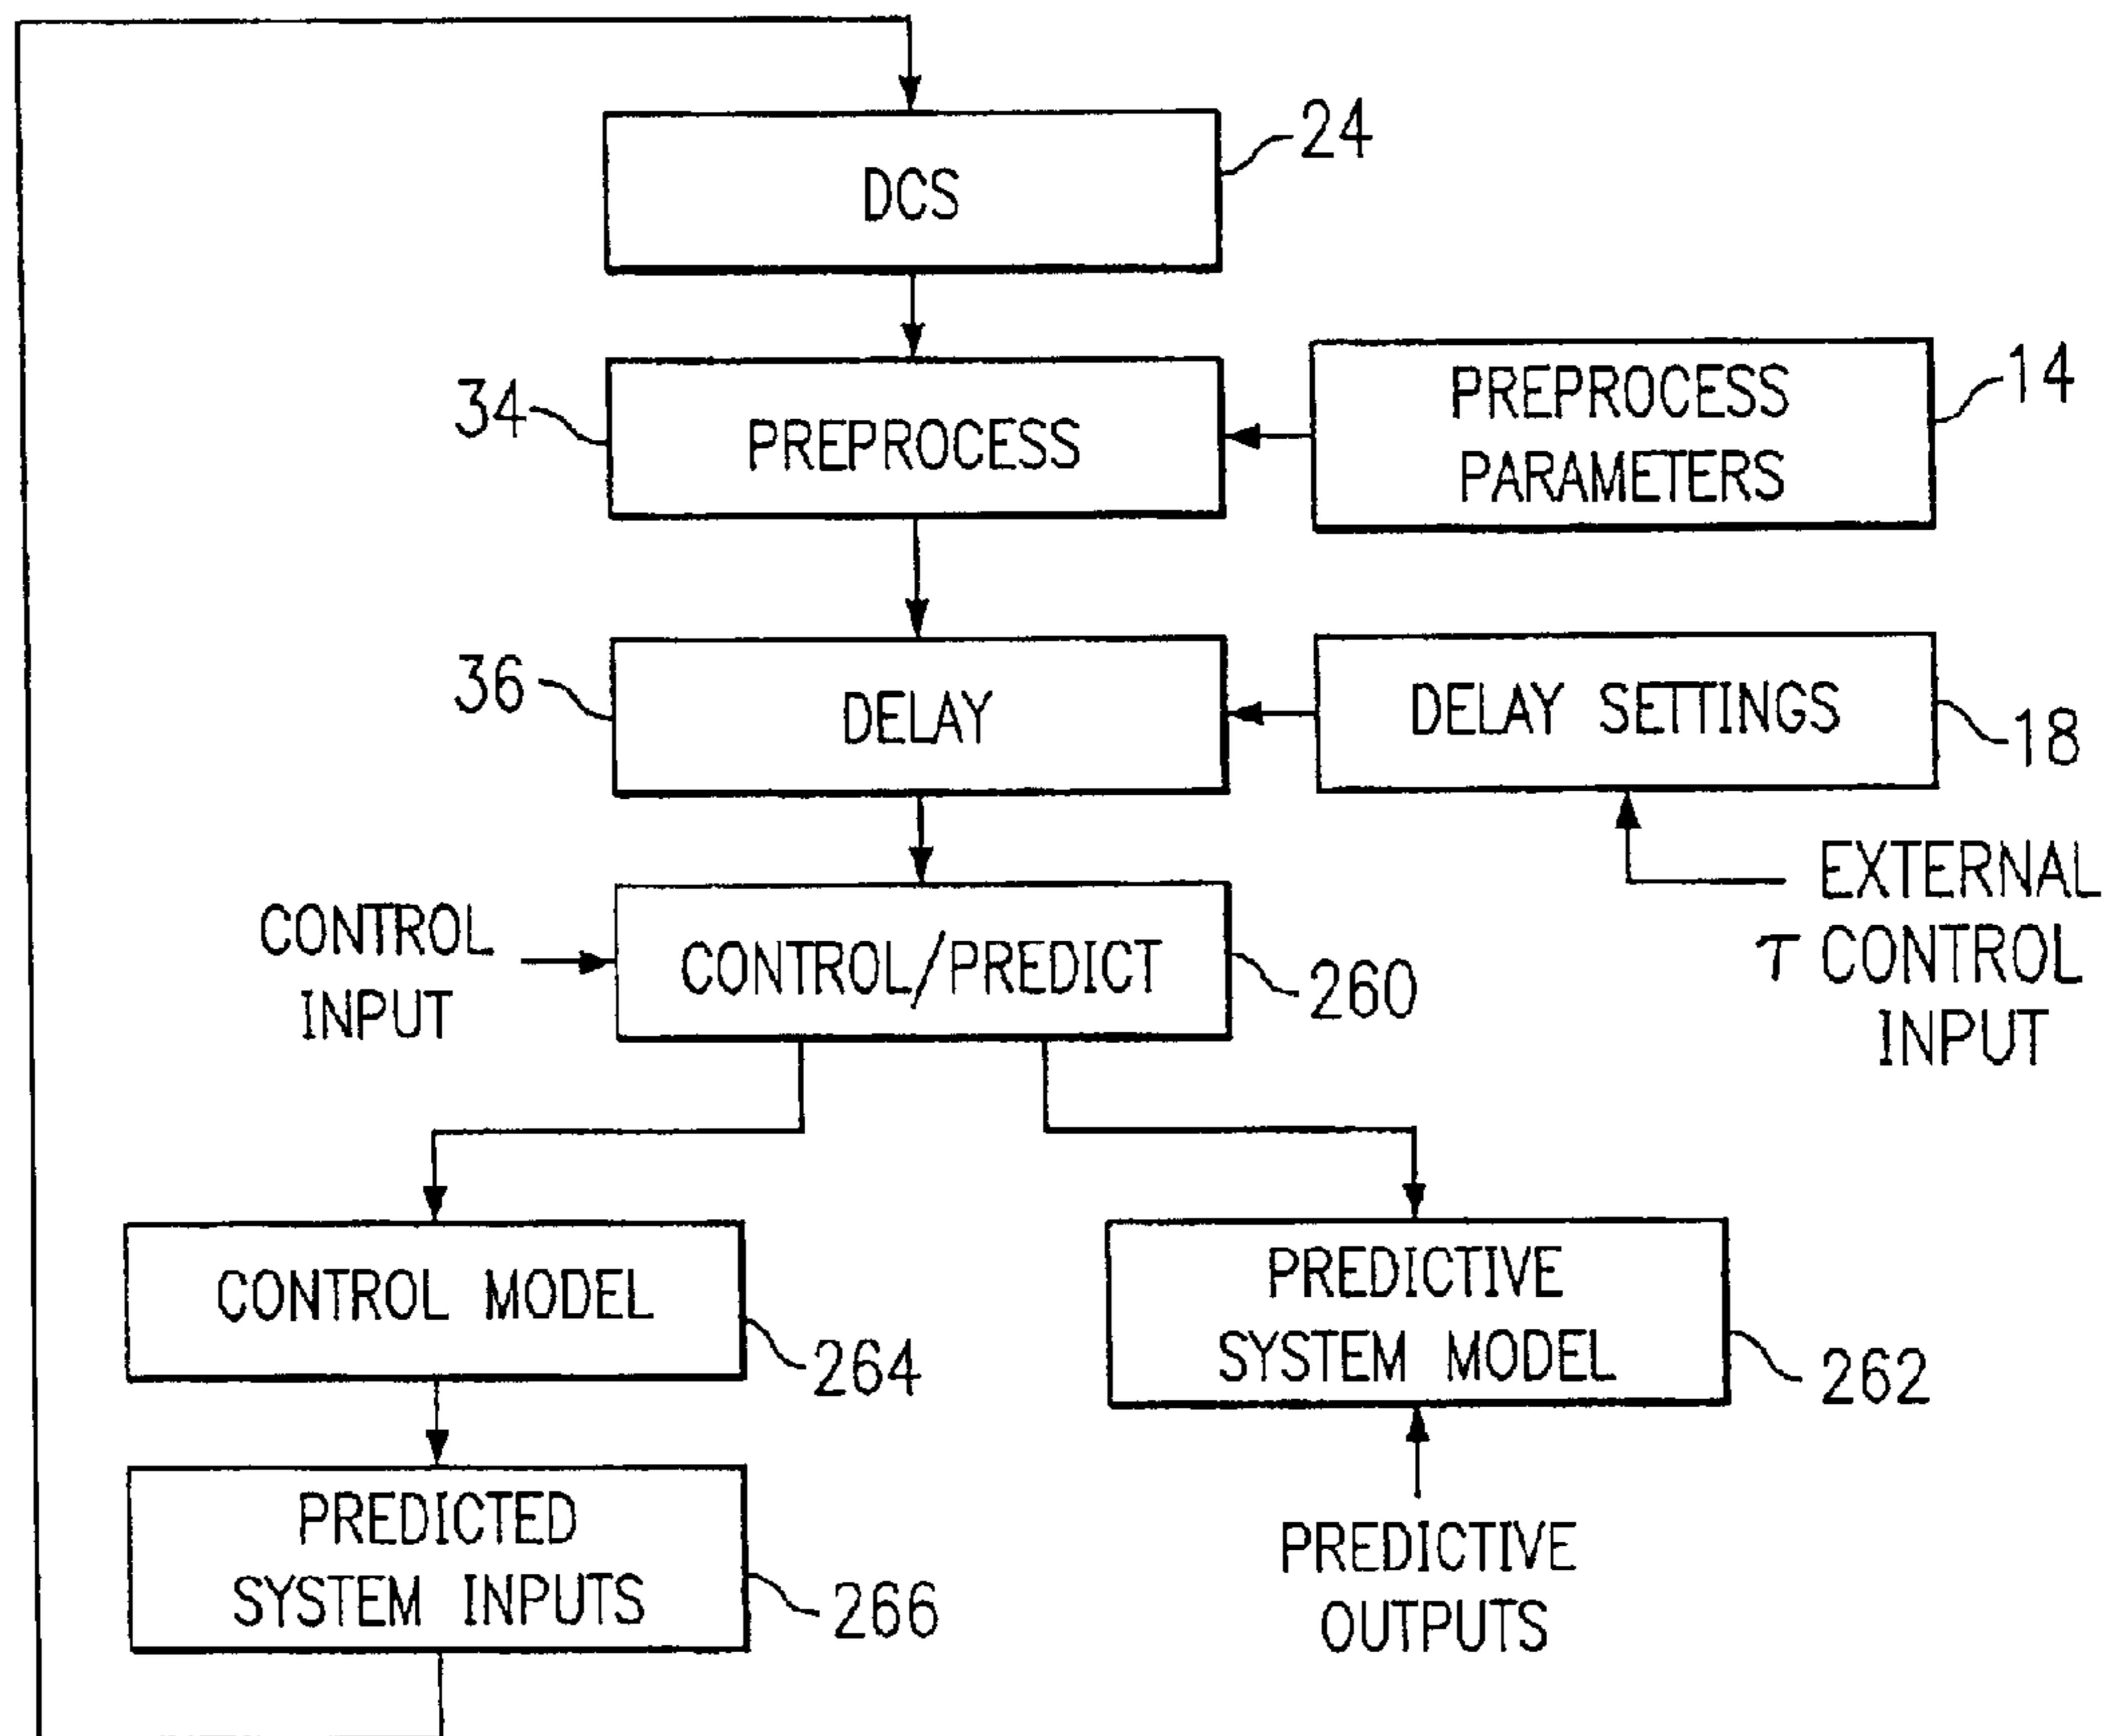 DCS
24
34
PREPROCESS
PREPROCESS
PARAMETERS
14
36
DELAY
DELAY SETTINGS
18
EXTERNAL
τ CONTROL
INPUT
CONTROL
INPUT
CONTROL/PREDICT
260
CONTROL MODEL
264
PREDICTIVE
SYSTEM MODEL
262
PREDICTED
SYSTEM INPUTS
266
PREDICTIVE
OUTPUTS